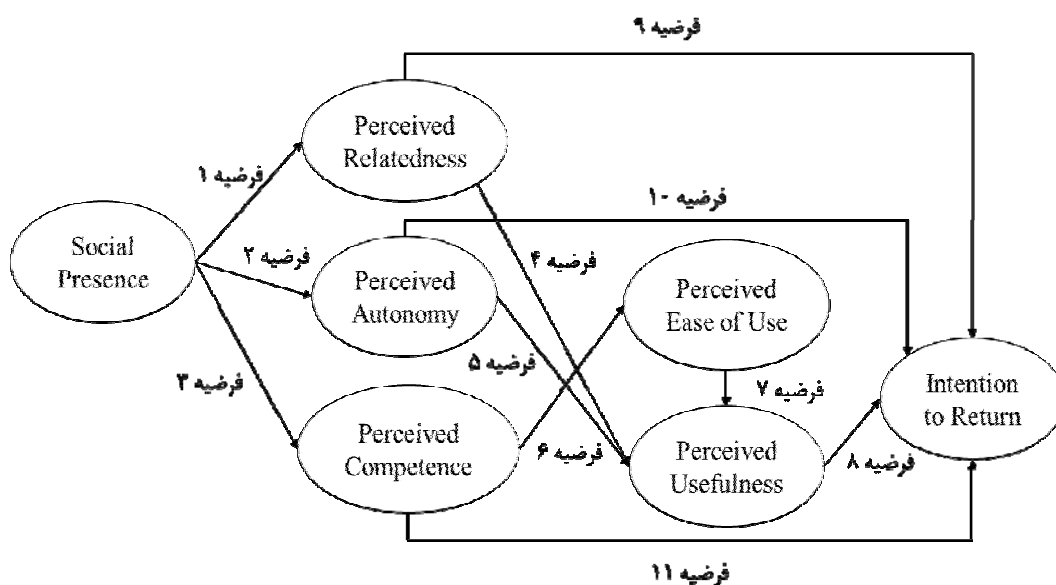 فرضیه ۹
Perceived
Relatedness
فرضیه ۱
فرضیه ۱۰
Social
Presence
فرضیه ۲
فرضیه ۴
Perceived
Autonomy
Perceived
Ease of Use
فرضیه ۳
فرضیه ۵
فرضیه ۷
Intention
to Return
Perceived
Competence
فرضیه ۶
Perceived
Usefulness
فرضیه ۸
فرضیه ۱۱